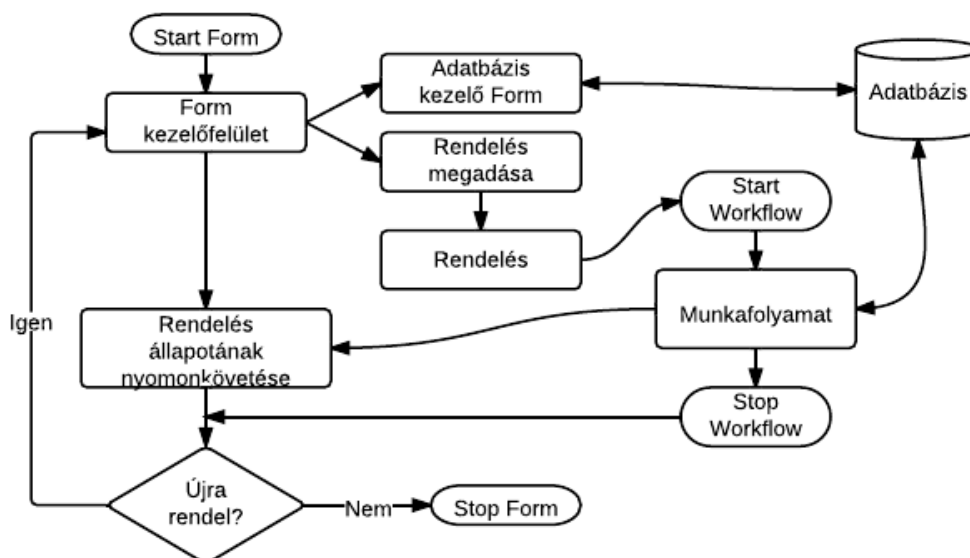 Start Form
Form
kezelőfelület
Adatbázis
kezelő Form
Adatbázis
Rendelés
megadása
Start
Workflow
Rendelés
Igen
Rendelés
állapotának
nyomonkövetése
Munkafolyamat
Stop
Workflow
Újra
rendel?
Nem
Stop Form